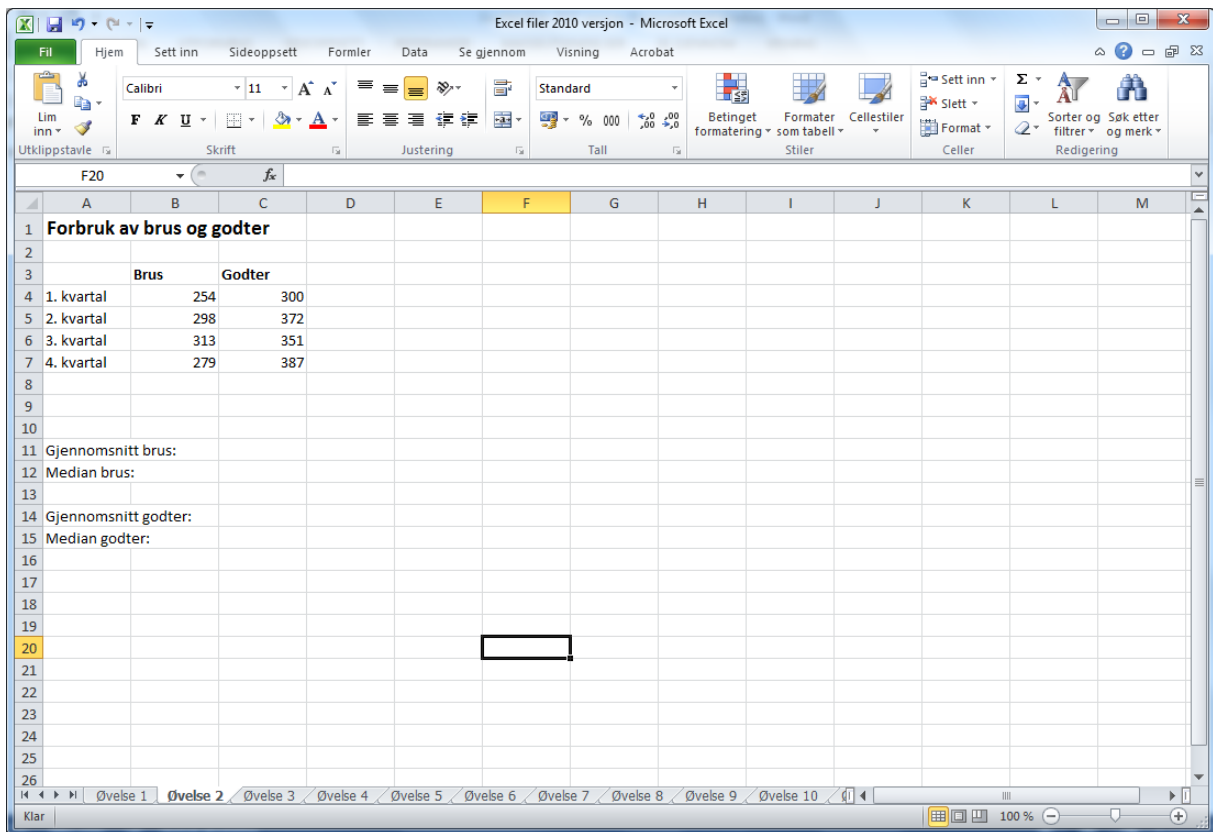 Excel filer 2010 versjon - Microsoft Excel
Fil Hjem Sett inn Sideoppsett Formler Data Se gjennom Visning Acrobat
Lim inn
Utklippstavle
Calibri 11 A A
F K U A
Skrift
Justering
Standard
% 000 ,00 ,00
Tall
Betinget formatering
Formater som tabell
Cellestiler
Stiler
Sett inn
Slett
Format
Celler
Σ
Sorter og filtrer
Søk etter og merk
Redigering
F20 fx
A B C D E F G H I J K L M
1 Forbruk av brus og godter
2
3 Brus Godter
4 1. kvartal 254 300
5 2. kvartal 298 372
6 3. kvartal 313 351
7 4. kvartal 279 387
8
9
10
11 Gjennomsnitt brus:
12 Median brus:
13
14 Gjennomsnitt godter:
15 Median godter:
16
17
18
19
20
21
22
23
24
25
26
Øvelse 1 Øvelse 2 Øvelse 3 Øvelse 4 Øvelse 5 Øvelse 6 Øvelse 7 Øvelse 8 Øvelse 9 Øvelse 10
Klar 100 %